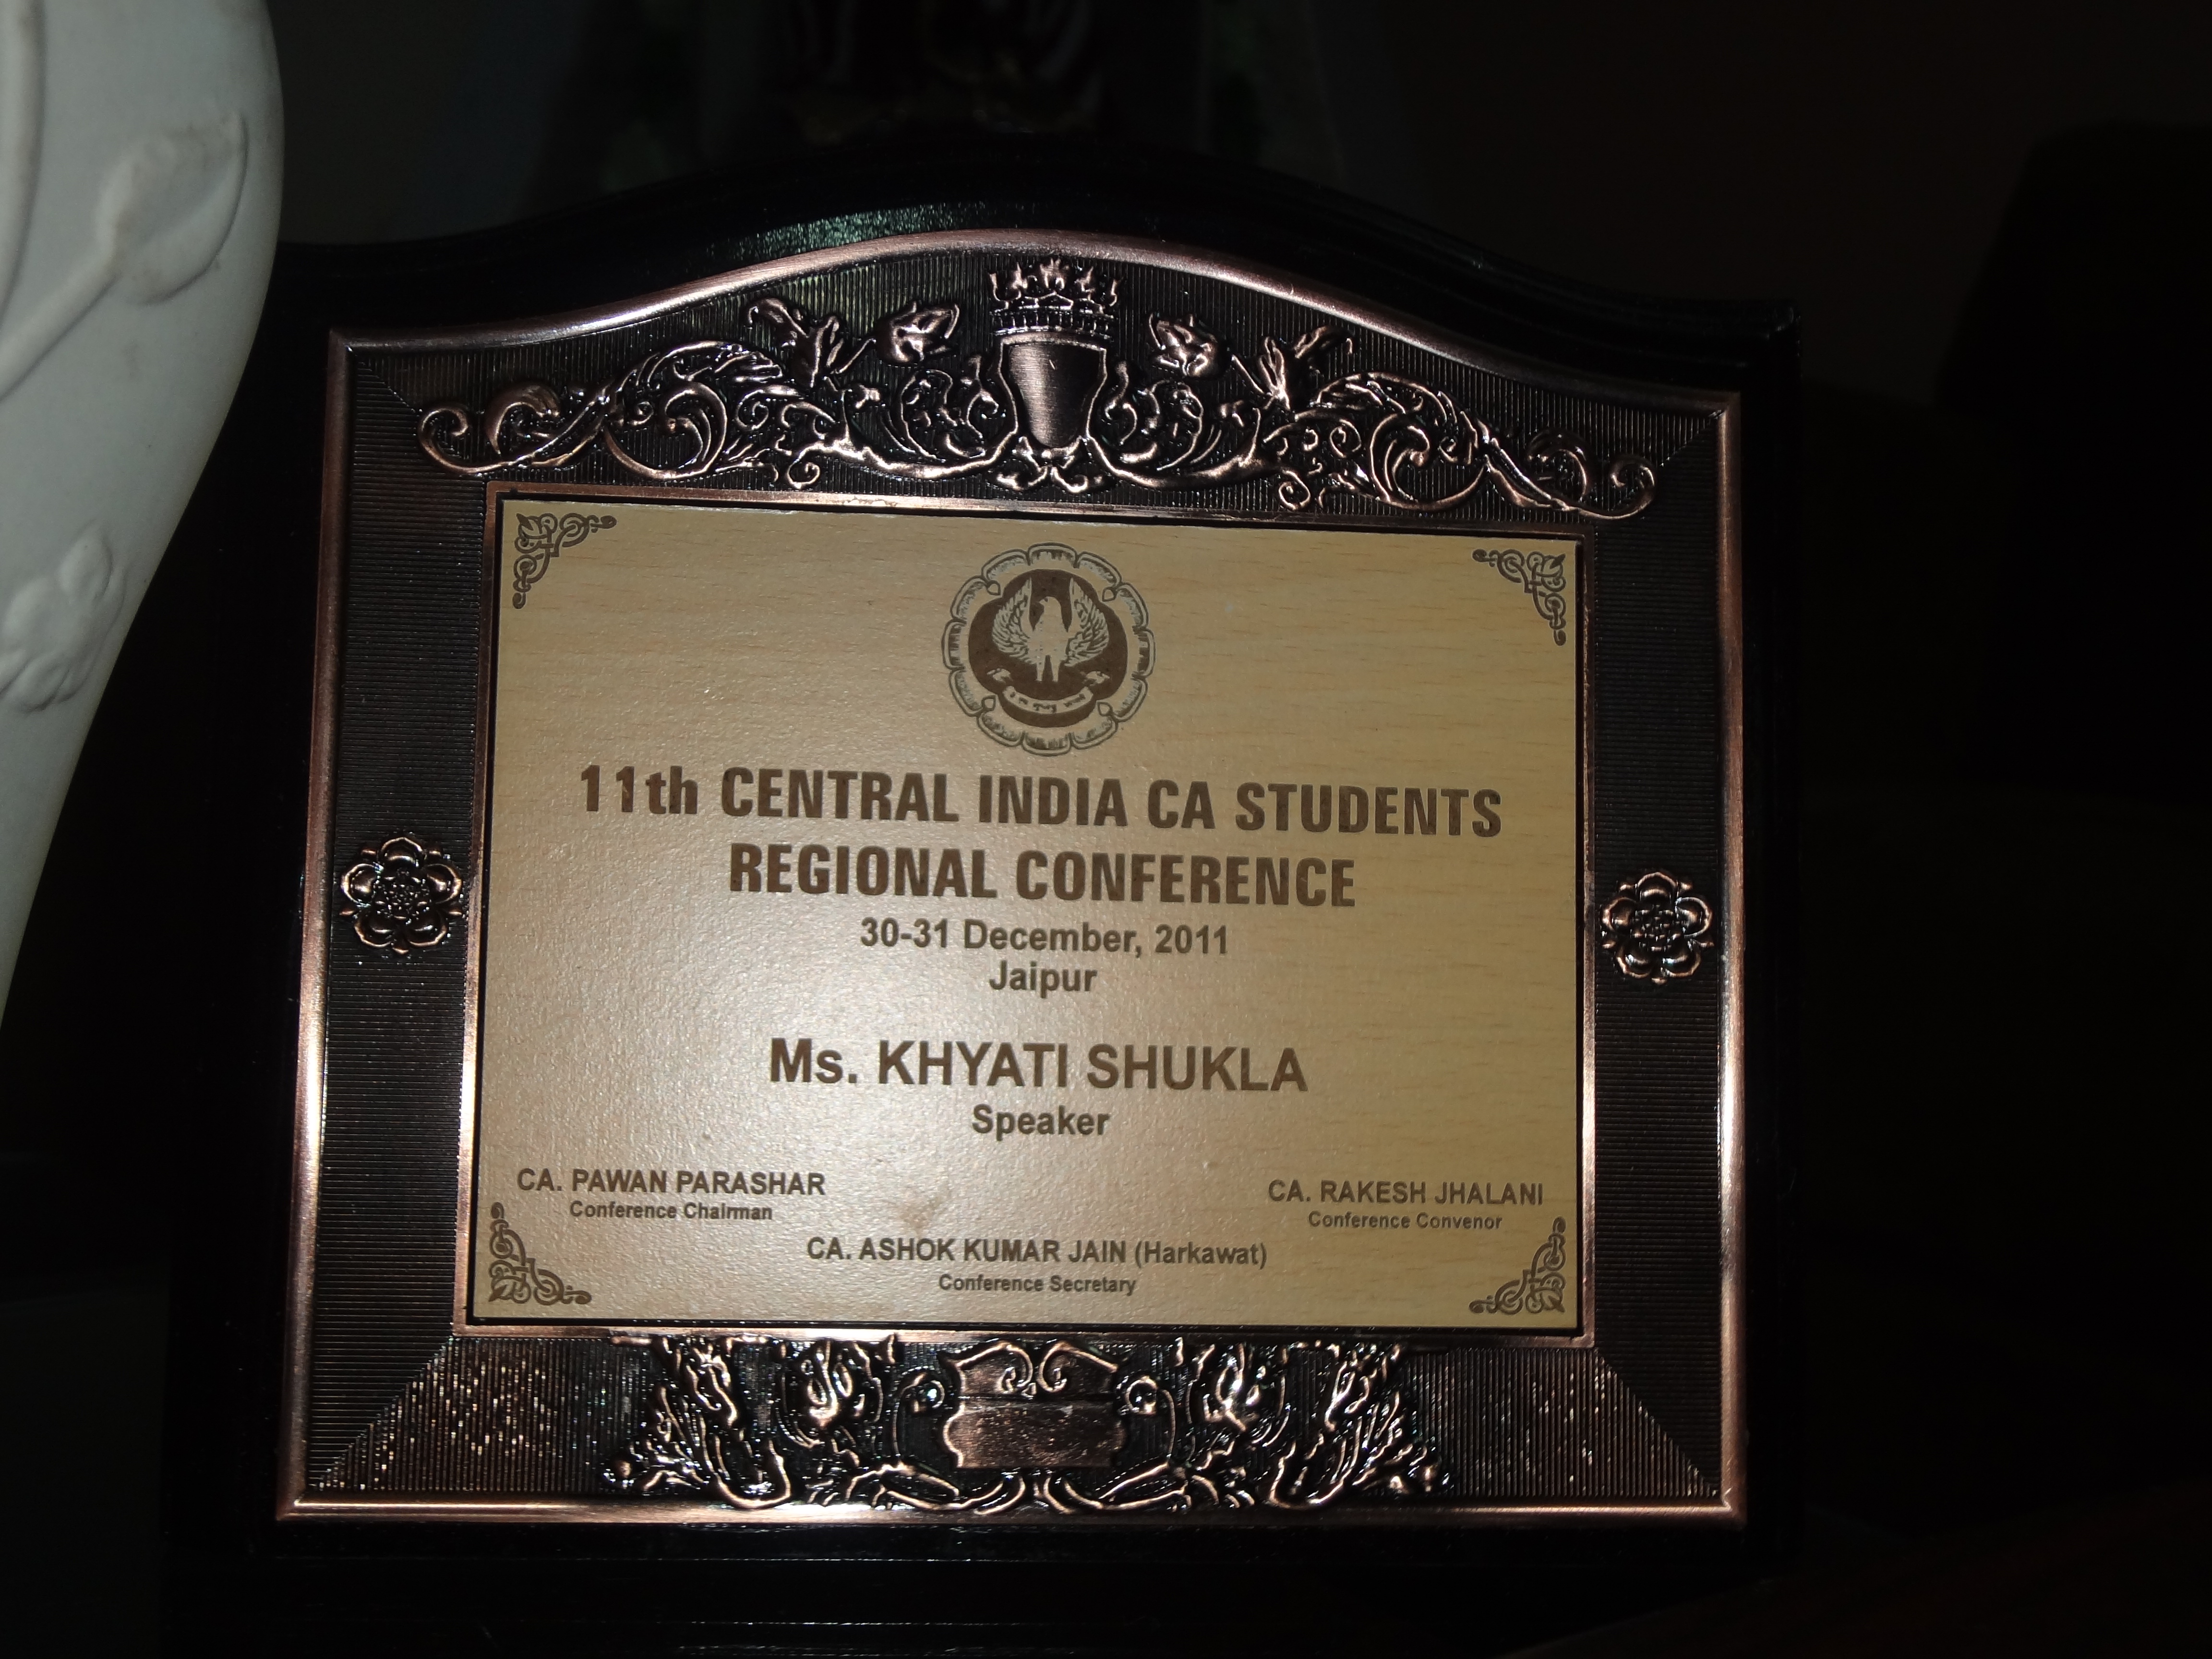 11th CENTRAL INDIA CA STUDENTS
REGIONAL CONFERENCE
30-31 December, 2011
Jaipur
Ms. KHYATI SHUKLA
Speaker
CA. PAWAN PARASHAR
Conference Chairman
CA. RAKESH JHALANI
Conference Convenor
CA. ASHOK KUMAR JAIN (Harkawat)
Conference Secretary